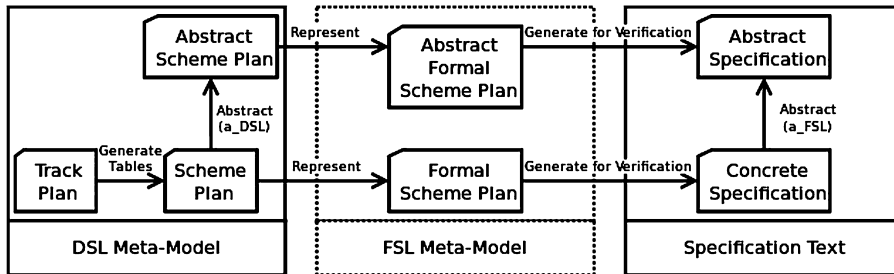 Abstract
Scheme Plan
Represent
Abstract
Formal
Scheme Plan
Generate for Verification
Abstract
Specification
Abstract
(a_DSL)
Abstract
(a_FSL)
Track
Plan
Generate
Tables
Scheme
Plan
Represent
Formal
Scheme Plan
Generate for Verification
Concrete
Specification
DSL Meta-Model
FSL Meta-Model
Specification Text